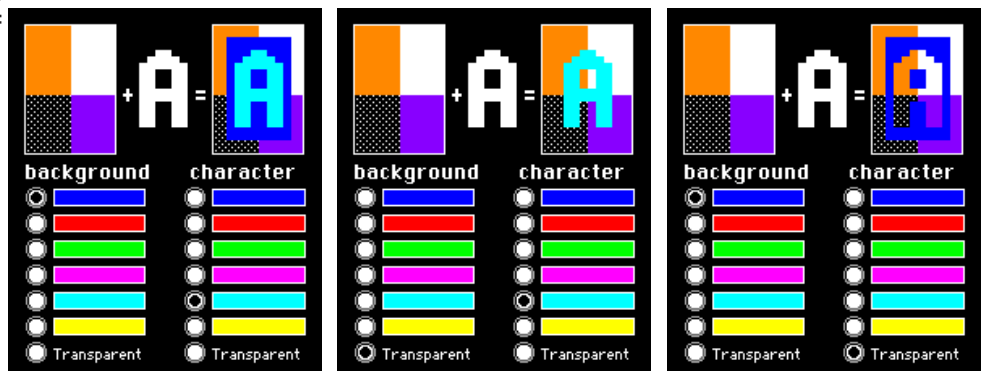 + A = A
background character
Transparent Transparent
+ A = A
background character
Transparent Transparent
+ A = A
background character
Transparent Transparent